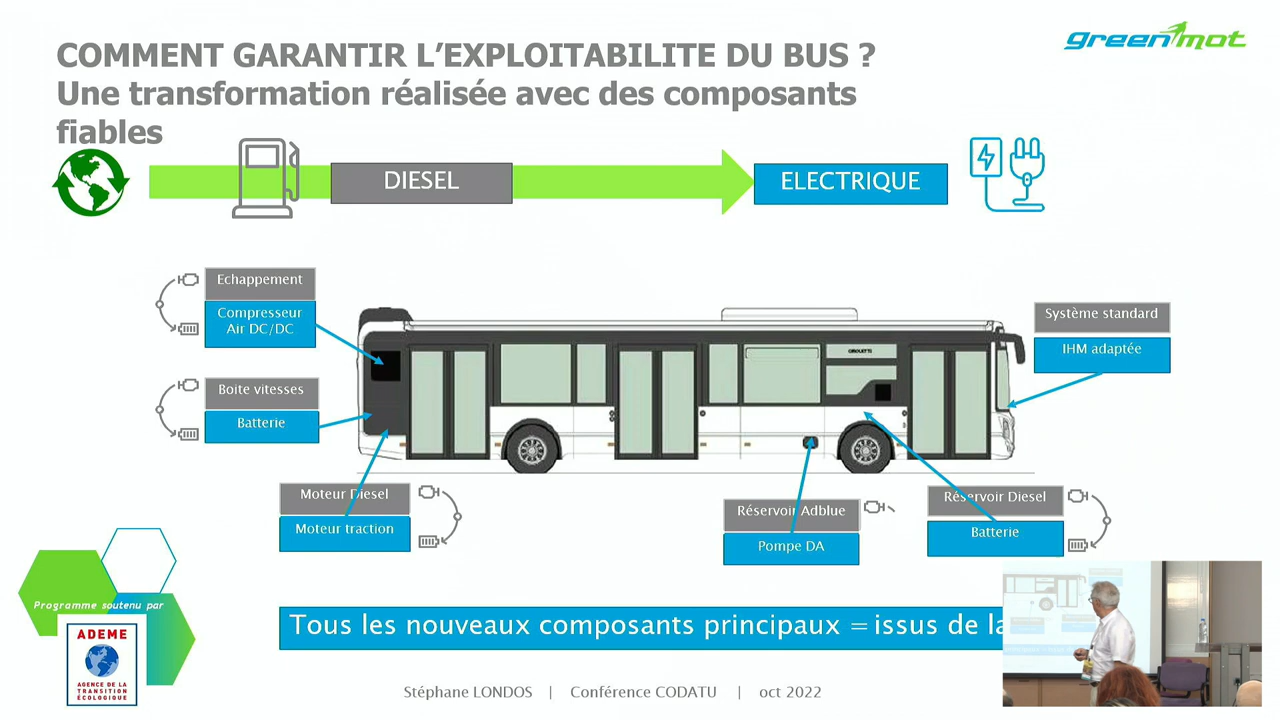 COMMENT GARANTIR L’EXPLOITABILITE DU BUS ?
Une transformation réalisée avec des composants
fiables
greenmot
DIESEL
ELECTRIQUE
Echappement
Compresseur
Air DC/DC
Boite vitesses
Batterie
Moteur Diesel
Moteur traction
GIROUETTE
Système standard
IHM adaptée
Réservoir Adblue
Pompe DA
Réservoir Diesel
Batterie
Programme soutenu par
ADEME
AGENCE DE LA
TRANSITION
ÉCOLOGIQUE
Tous les nouveaux composants principaux = issus de la
Stéphane LONDOS | Conférence CODATU | oct 2022